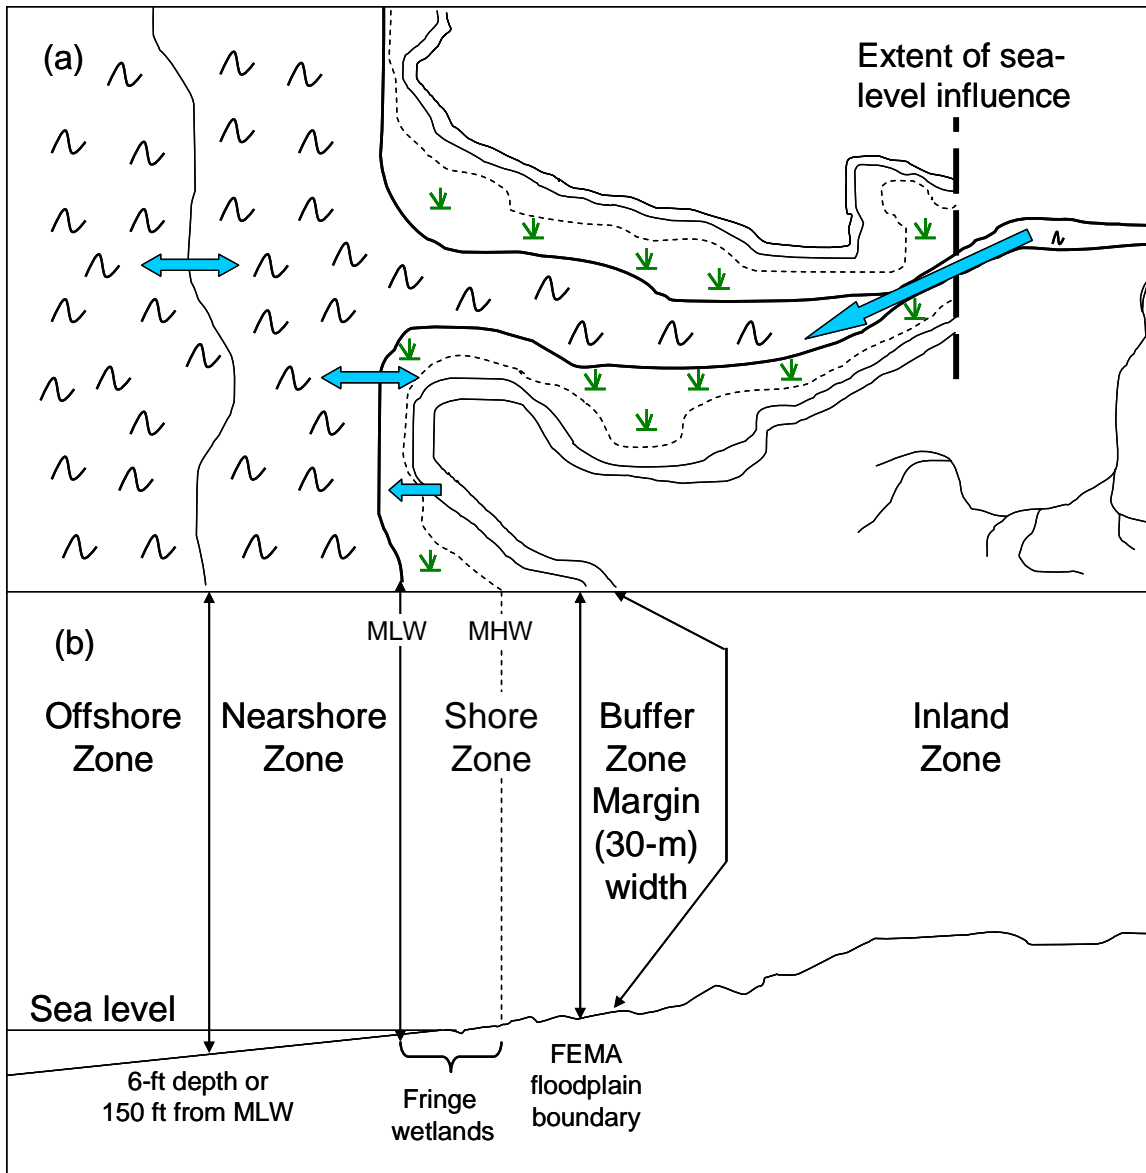 (a)
Extent of sea-
level influence
(b)
MLW
MHW
Offshore
Zone
Nearshore
Zone
Shore
Zone
Buffer
Zone
Margin
(30-m)
width
Inland
Zone
Sea level
6-ft depth or
150 ft from MLW
Fringe
wetlands
FEMA
floodplain
boundary